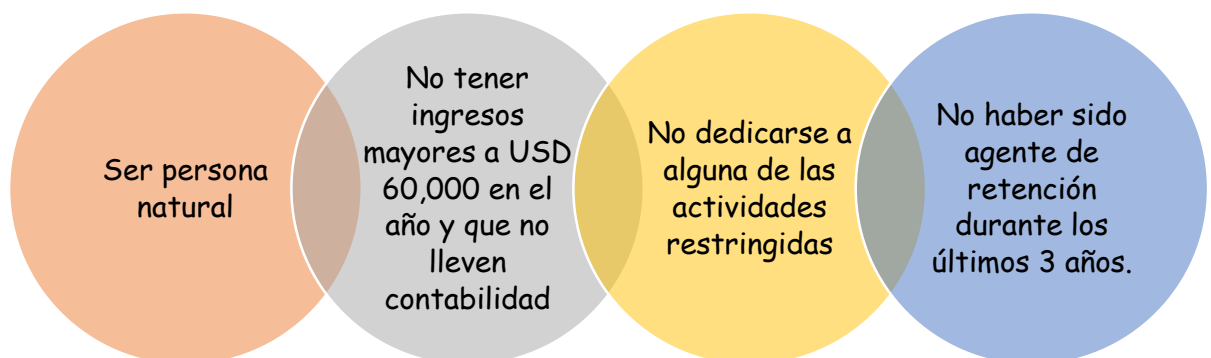 Ser persona
natural
No tener
ingresos
mayores a USD
60,000 en el
año y que no
lleven
contabilidad
No dedicarse a
alguna de las
actividades
restringidas
No haber sido
agente de
retención
durante los
últimos 3 años.